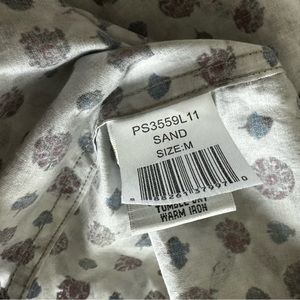 PS3559L11
SAND
SIZE:M
TUMBLE DRY
WARM IRON